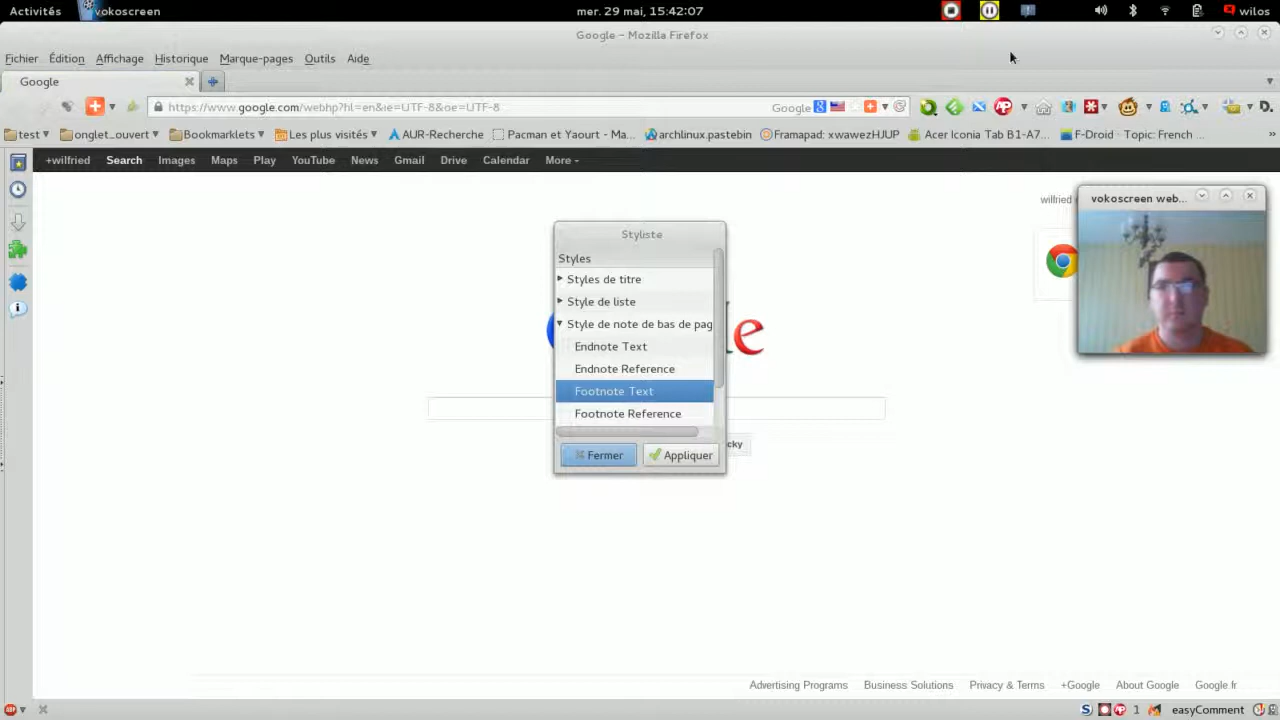 Activités vokoscreen mer. 29 mai, 15:42:07 wilos
Google - Mozilla Firefox
Fichier Édition Affichage Historique Marque-pages Outils Aide
Google
https://www.google.com/webhp?hl=en&ie=UTF-8&oe=UTF-8 Google
test onglet_ouvert Bookmarklets Les plus visités AUR-Recherche Pacman et Yaourt - Ma... archlinux.pastebin Framapad: xwawezHJUP Acer Iconia Tab B1-A7... F-Droid · Topic: French ... »
+wilfried Search Images Maps Play YouTube News Gmail Drive Calendar More
wilfried
vokoscreen web...
Styliste
Styles
Styles de titre
Style de liste
Style de note de bas de pag
Endnote Text
Endnote Reference
Footnote Text
Footnote Reference
Fermer Appliquer
cky
Advertising Programs Business Solutions Privacy & Terms +Google About Google Google fr
1 easyComment